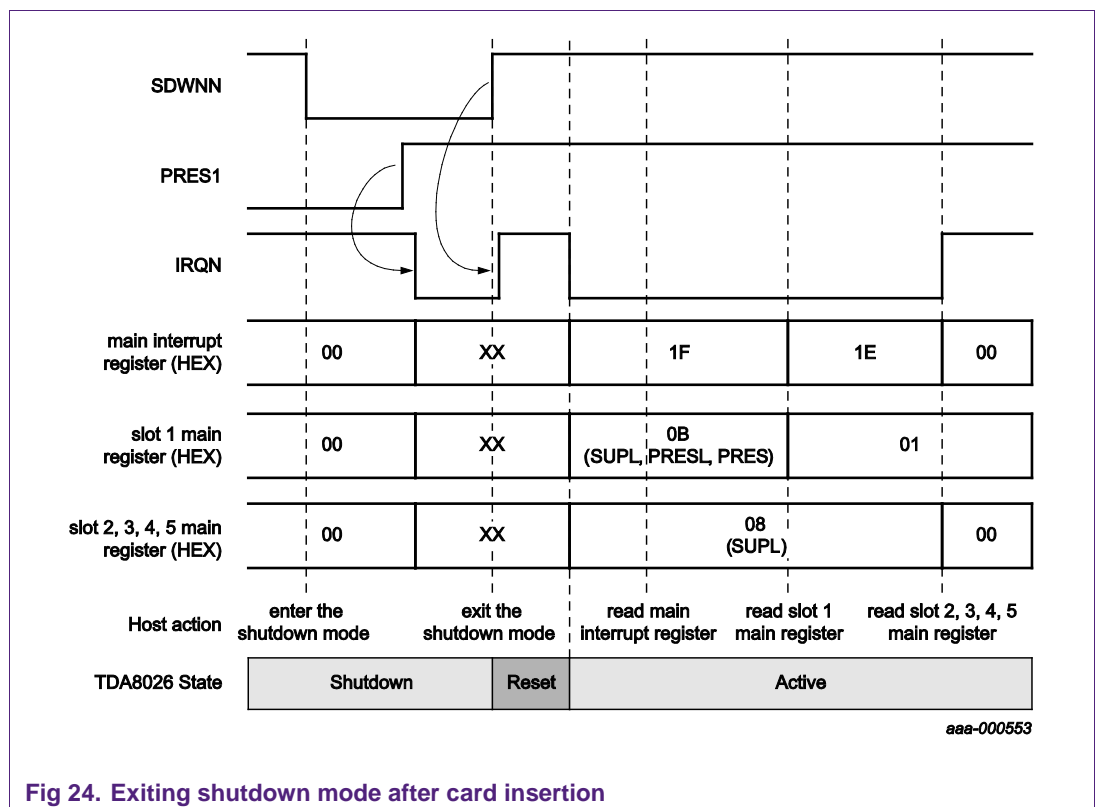 SDWNN
PRES1
IRQN
main interrupt
register (HEX)
00
XX
1F
1E
00
slot 1 main
register (HEX)
00
XX
0B
(SUPL, PRESL, PRES)
01
slot 2, 3, 4, 5 main
register (HEX)
00
XX
08
(SUPL)
00
Host action
enter the
shutdown mode
exit the
shutdown mode
read main
interrupt register
read slot 1
main register
read slot 2, 3, 4, 5
main register
TDA8026 State
Shutdown
Reset
Active
aaa-000553
Fig 24. Exiting shutdown mode after card insertion